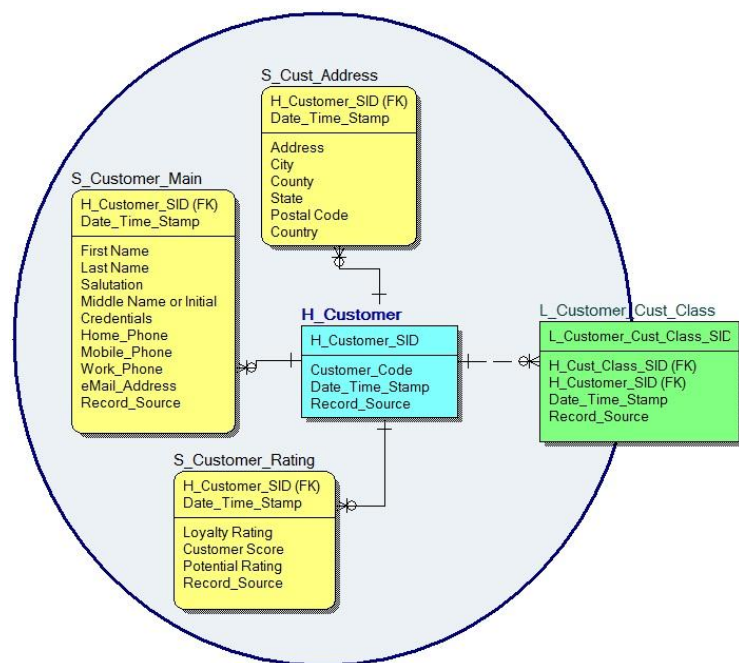 S_Cust_Address
H_Customer_SID (FK)
Date_Time_Stamp
Address
City
County
State
Postal Code
Country
S_Customer_Main
H_Customer_SID (FK)
Date_Time_Stamp
First Name
Last Name
Salutation
Middle Name or Initial
Credentials
Home_Phone
Mobile_Phone
Work_Phone
eMail_Address
Record_Source
H_Customer
H_Customer_SID
Customer_Code
Date_Time_Stamp
Record_Source
L_Customer_Cust_Class
L_Customer_Cust_Class_SID
H_Cust_Class_SID (FK)
H_Customer_SID (FK)
Date_Time_Stamp
Record_Source
S_Customer_Rating
H_Customer_SID (FK)
Date_Time_Stamp
Loyalty Rating
Customer Score
Potential Rating
Record_Source